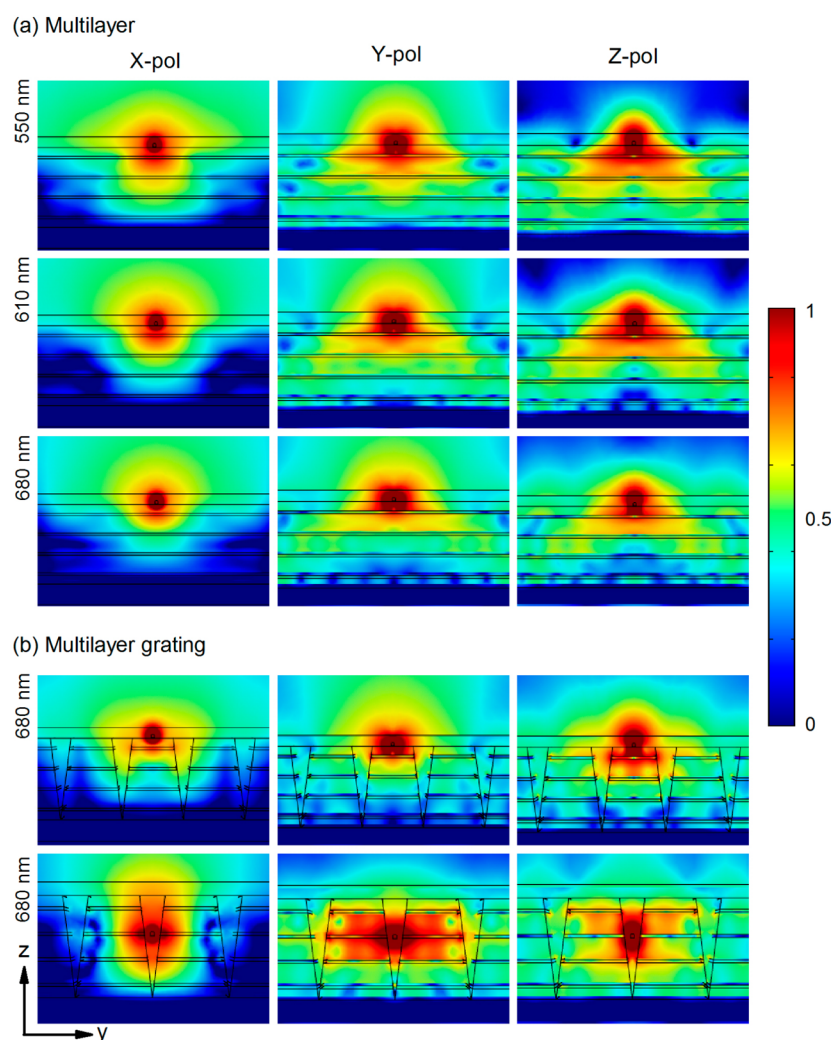 (a) Multilayer
X-pol Y-pol Z-pol
550 nm
610 nm
680 nm
1
0.5
0
(b) Multilayer grating
680 nm
680 nm
z
y